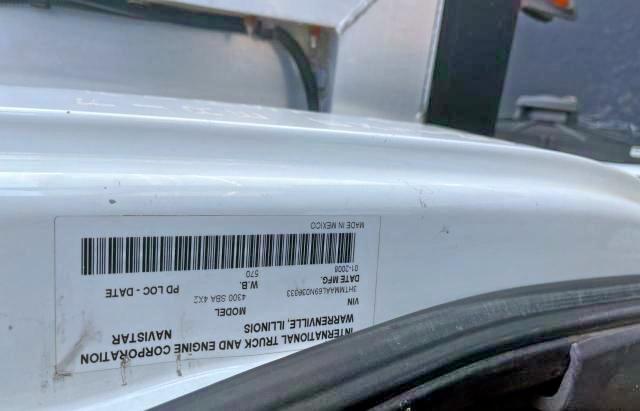 INTERNATIONAL TRUCK AND ENGINE CORPORATION
WARRENVILLE, ILLINOIS NAVISTAR
VIN MODEL
3HTMMAAL69N036033 4300 SBA 4X2
DATE MFG. W.B. PD LOC - DATE
01-2008 570
MADE IN MEXICO